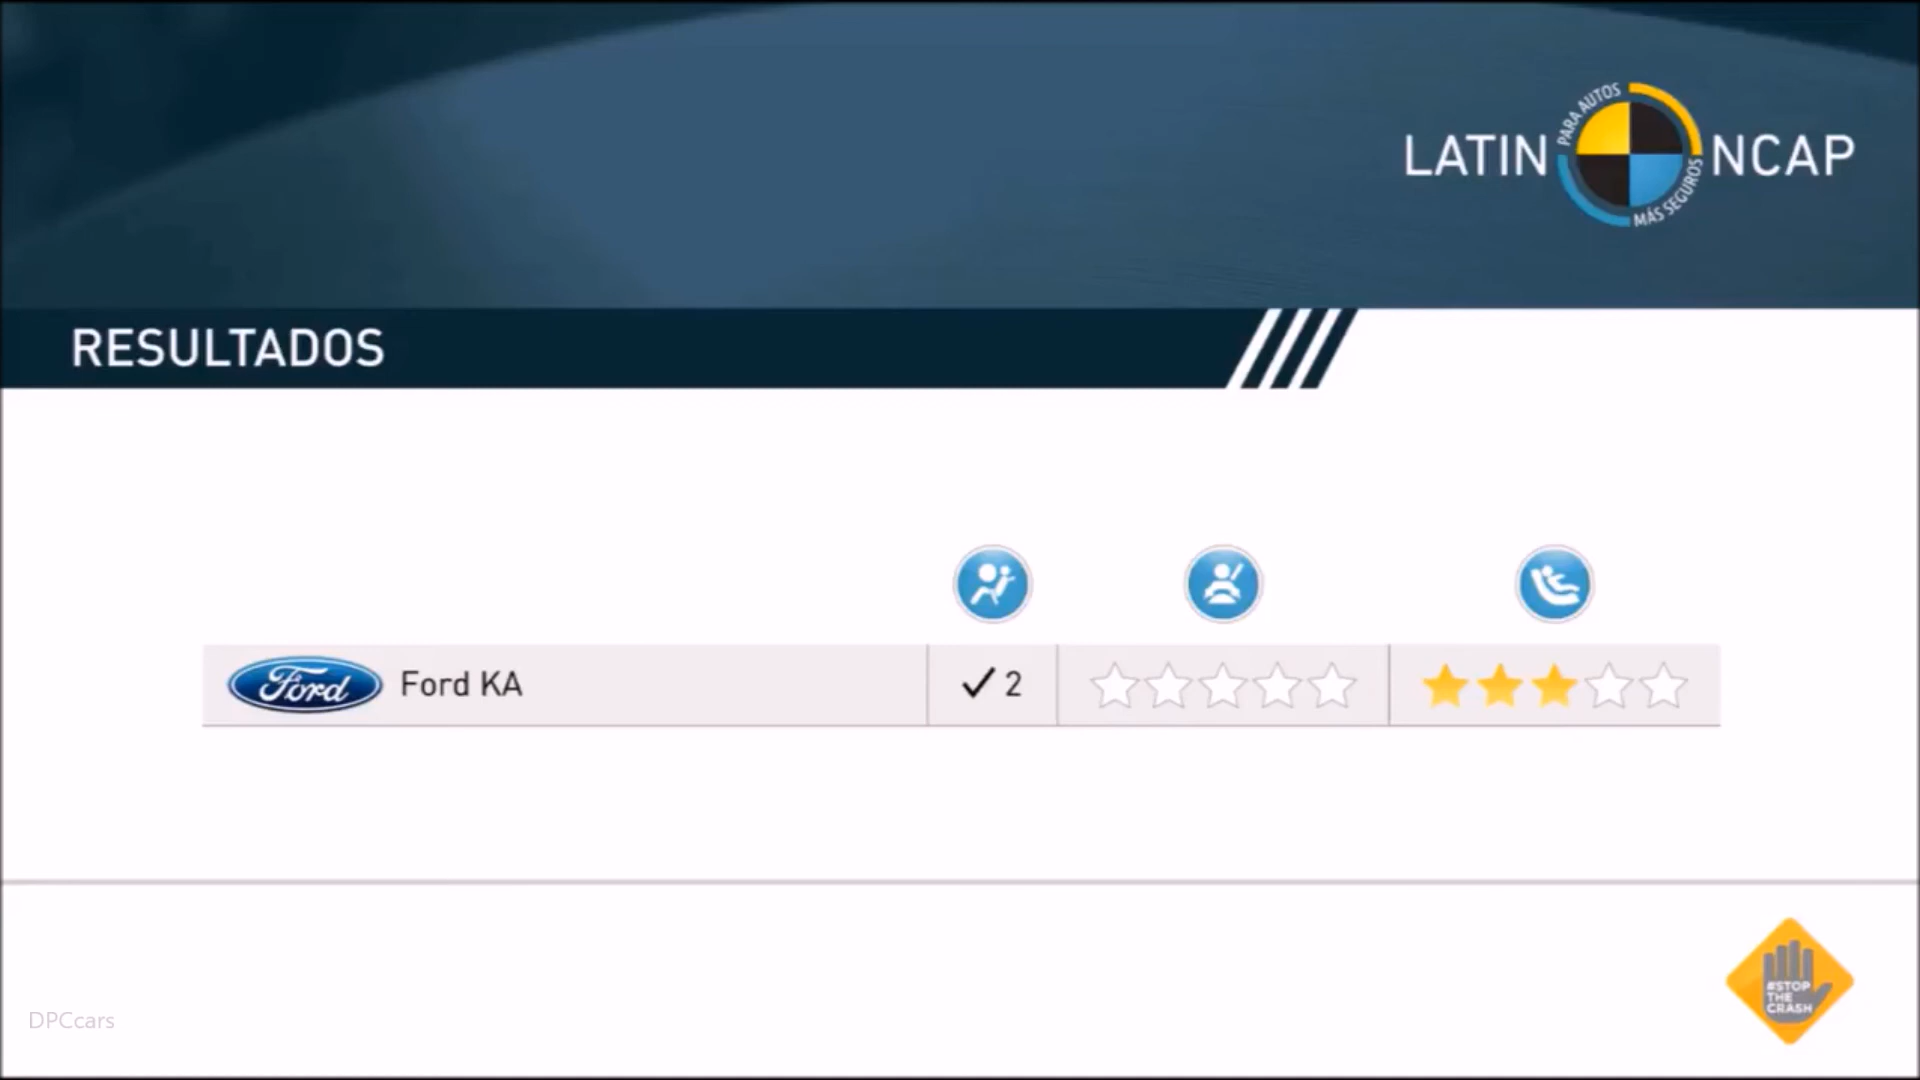 LATIN NCAP
PARA AUTOS
MÁS SEGUROS
RESULTADOS
Ford
Ford KA
2
#STOP
THE
CRASH
DPCcars